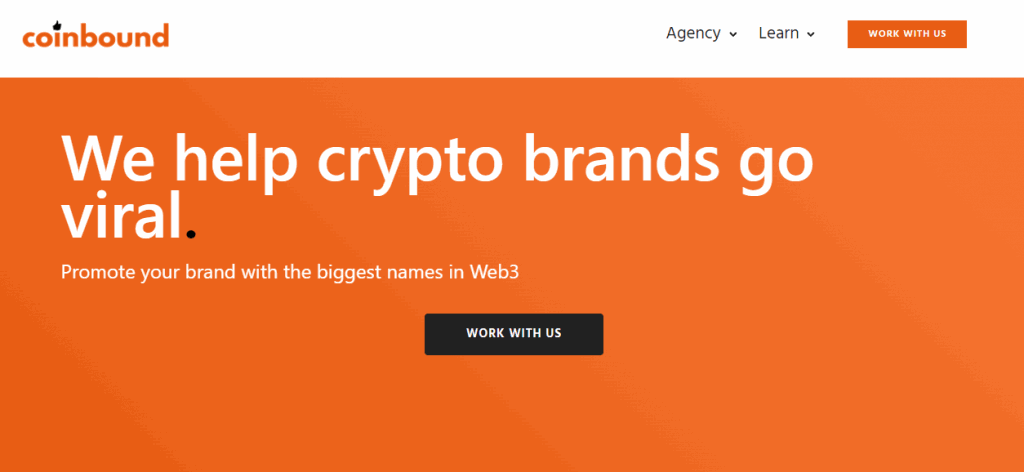 coinbound
Agency
Learn
WORK WITH US
We help crypto brands go
viral.
Promote your brand with the biggest names in Web3
WORK WITH US